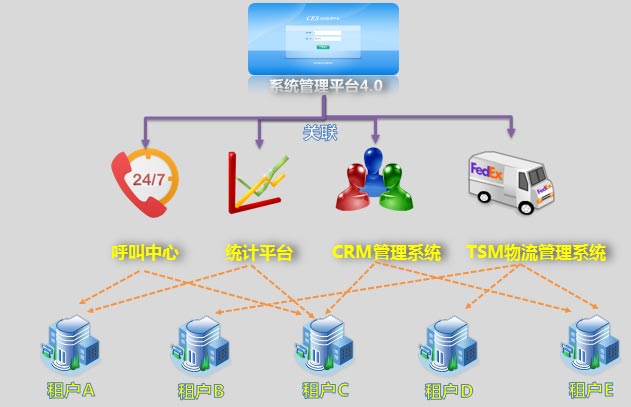 CES
系统管理平台4.0
关联
24/7
FedEx
FedEx
呼叫中心
统计平台
CRM管理系统
TSM物流管理系统
租户A
租户B
租户C
租户D
租户E